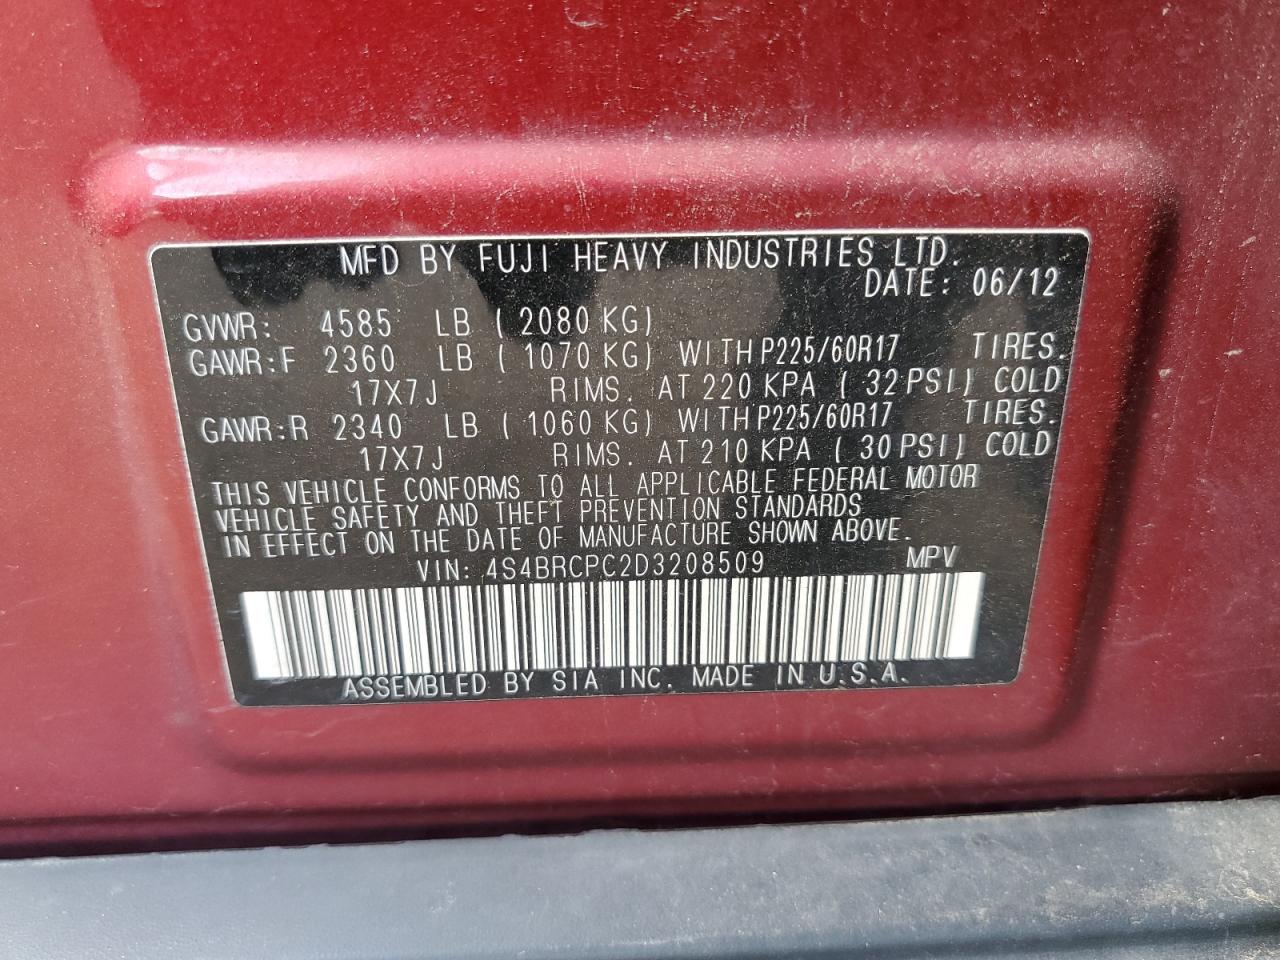 MFD BY FUJI HEAVY INDUSTRIES LTD.
DATE: 06/12
GVWR: 4585 LB ( 2080 KG)
GAWR:F 2360 LB ( 1070 KG) WITH P225/60R17 TIRES.
17X7J RIMS. AT 220 KPA ( 32 PSI) COLD
GAWR:R 2340 LB ( 1060 KG) WITH P225/60R17 TIRES.
17X7J RIMS. AT 210 KPA ( 30 PSI) COLD
THIS VEHICLE CONFORMS TO ALL APPLICABLE FEDERAL MOTOR
VEHICLE SAFETY AND THEFT PREVENTION STANDARDS
IN EFFECT ON THE DATE OF MANUFACTURE SHOWN ABOVE.
VIN: 4S4BRCPC2D3208509 MPV
ASSEMBLED BY SIA INC. MADE IN U.S.A.